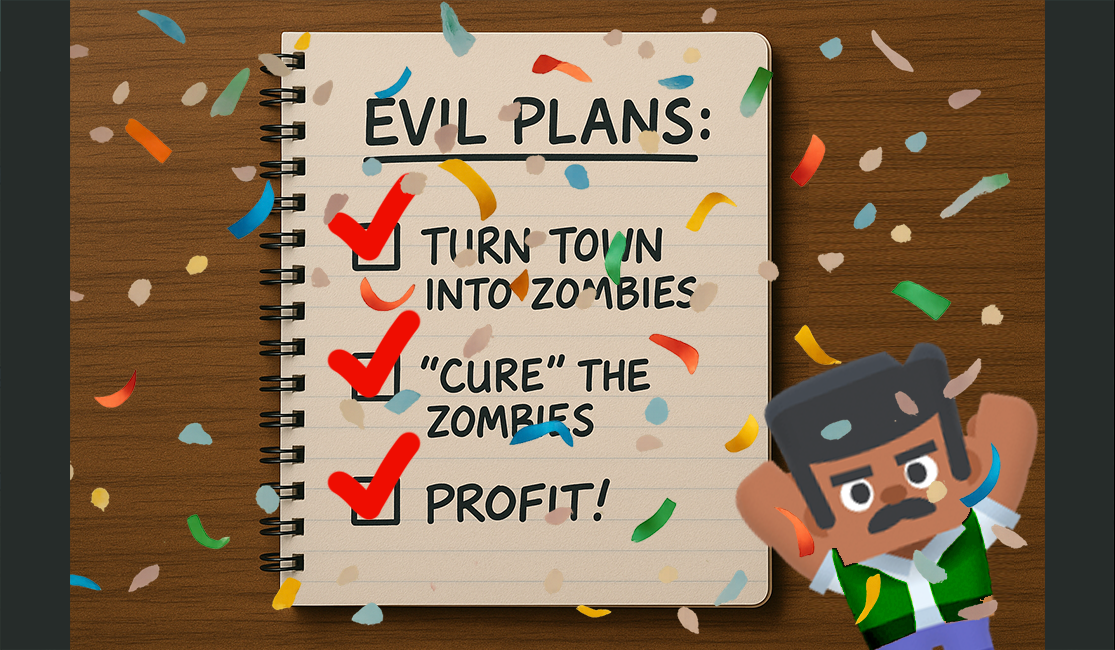 EVIL PLANS:
TURN TOWN
INTO ZOMBIES
"CURE" THE
ZOMBIES
PROFIT!